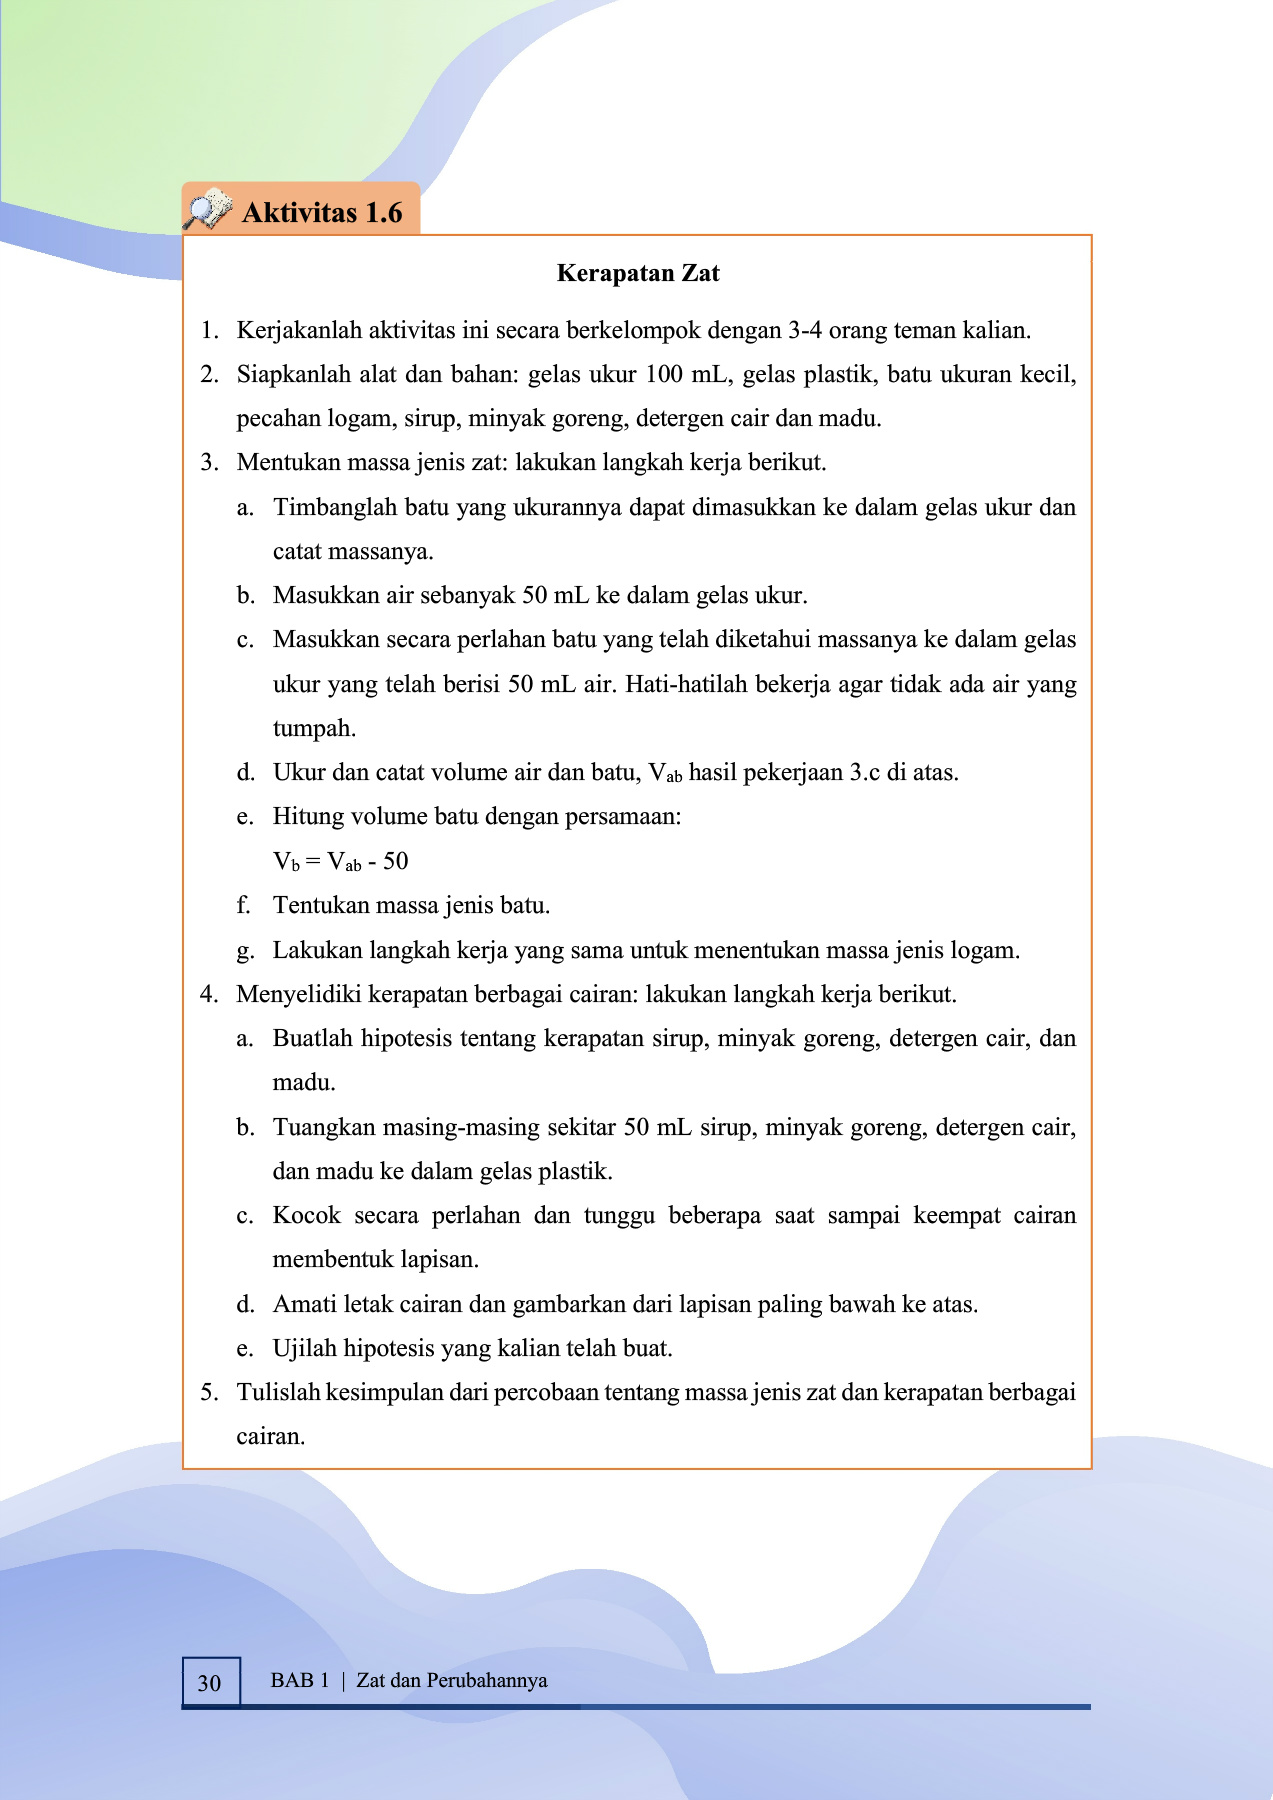 Aktivitas 1.6
Kerapatan Zat
1. Kerjakanlah aktivitas ini secara berkelompok dengan 3-4 orang teman kalian.
2. Siapkanlah alat dan bahan: gelas ukur 100 mL, gelas plastik, batu ukuran kecil,
pecahan logam, sirup, minyak goreng, detergen cair dan madu.
3. Mentukan massa jenis zat: lakukan langkah kerja berikut.
a. Timbanglah batu yang ukurannya dapat dimasukkan ke dalam gelas ukur dan
catat massanya.
b. Masukkan air sebanyak 50 mL ke dalam gelas ukur.
c. Masukkan secara perlahan batu yang telah diketahui massanya ke dalam gelas
ukur yang telah berisi 50 mL air. Hati-hatilah bekerja agar tidak ada air yang
tumpah.
d. Ukur dan catat volume air dan batu, Vab hasil pekerjaan 3.c di atas.
e. Hitung volume batu dengan persamaan:
Vb = Vab - 50
f. Tentukan massa jenis batu.
g. Lakukan langkah kerja yang sama untuk menentukan massa jenis logam.
4. Menyelidiki kerapatan berbagai cairan: lakukan langkah kerja berikut.
a. Buatlah hipotesis tentang kerapatan sirup, minyak goreng, detergen cair, dan
madu.
b. Tuangkan masing-masing sekitar 50 mL sirup, minyak goreng, detergen cair,
dan madu ke dalam gelas plastik.
c. Kocok secara perlahan dan tunggu beberapa saat sampai keempat cairan
membentuk lapisan.
d. Amati letak cairan dan gambarkan dari lapisan paling bawah ke atas.
e. Ujilah hipotesis yang kalian telah buat.
5. Tulislah kesimpulan dari percobaan tentang massa jenis zat dan kerapatan berbagai
cairan.
30 BAB 1 | Zat dan Perubahannya